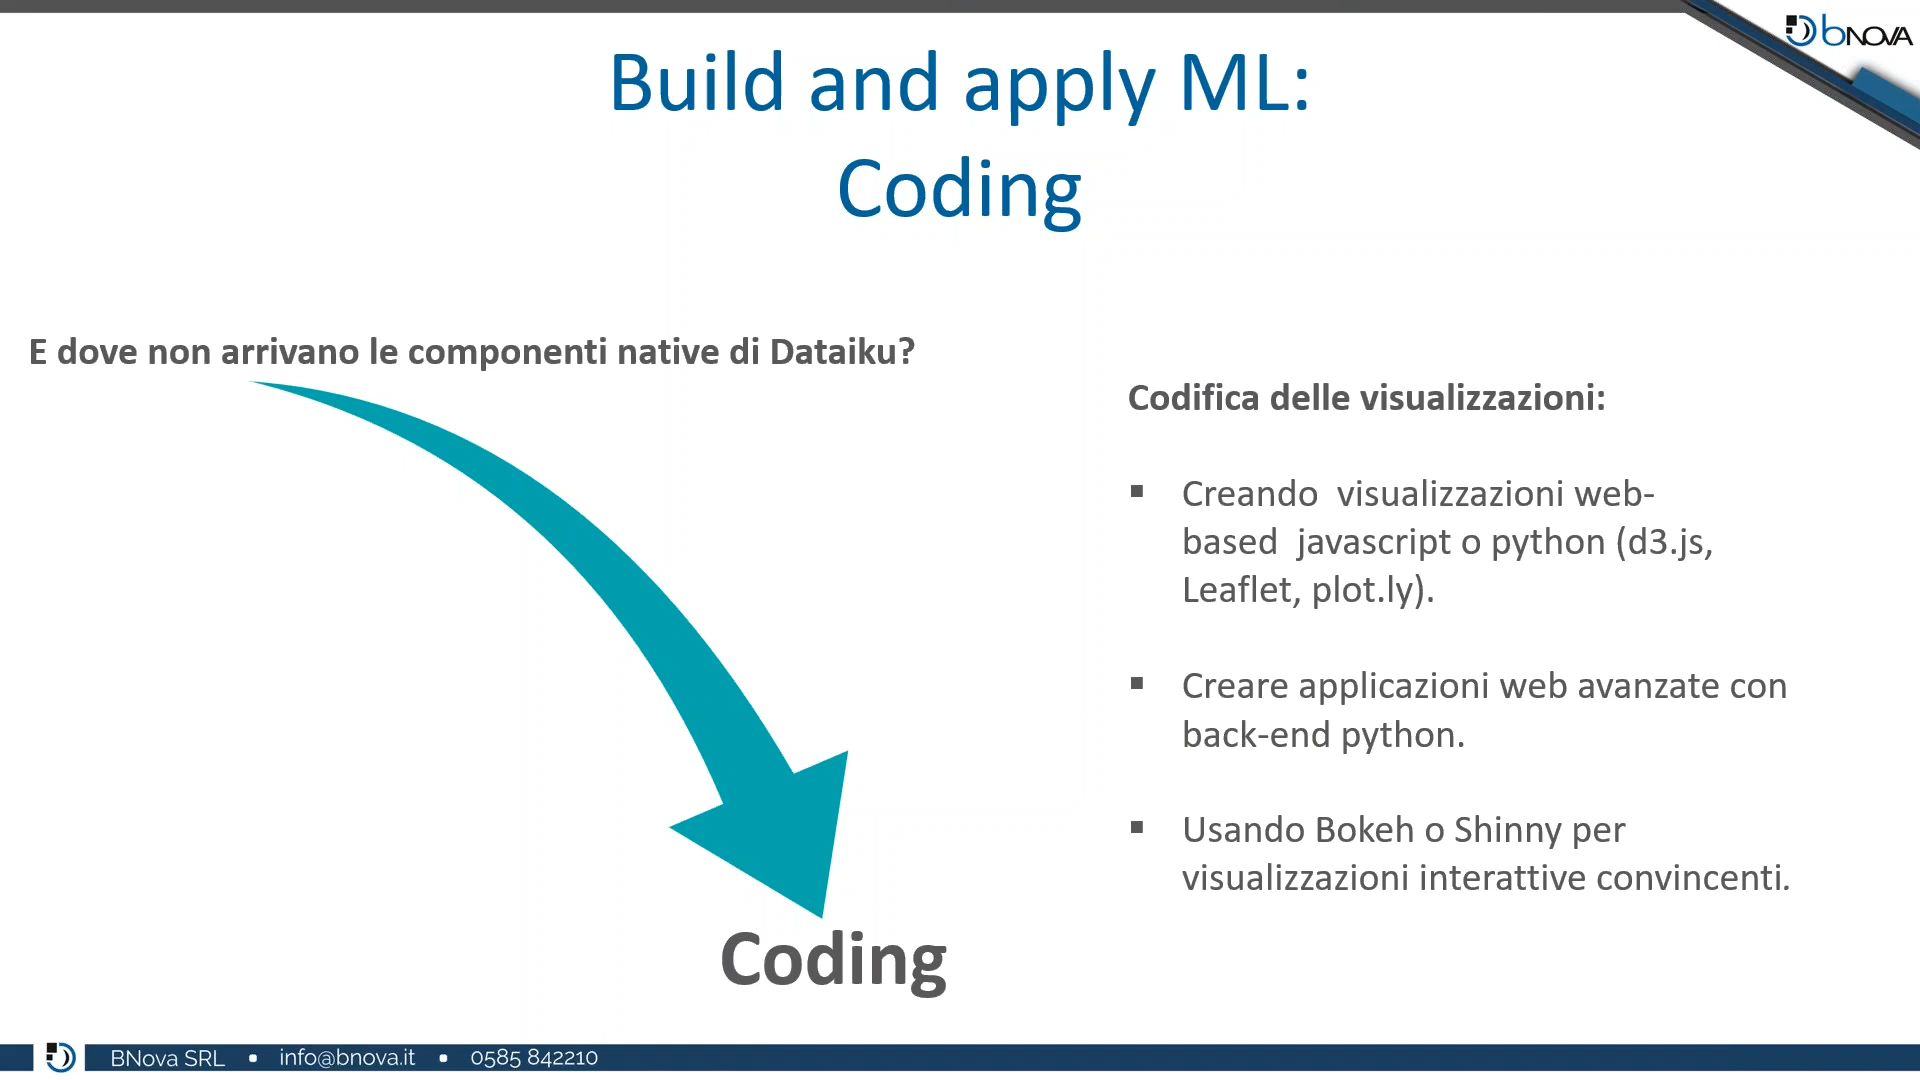 bNOVA
Build and apply ML:
Coding
E dove non arrivano le componenti native di Dataiku?
Codifica delle visualizzazioni:
▪ Creando visualizzazioni web-
based javascript o python (d3.js,
Leaflet, plot.ly).
▪ Creare applicazioni web avanzate con
back-end python.
▪ Usando Bokeh o Shinny per
visualizzazioni interattive convincenti.
Coding
BNova SRL • info@bnova.it • 0585 842210